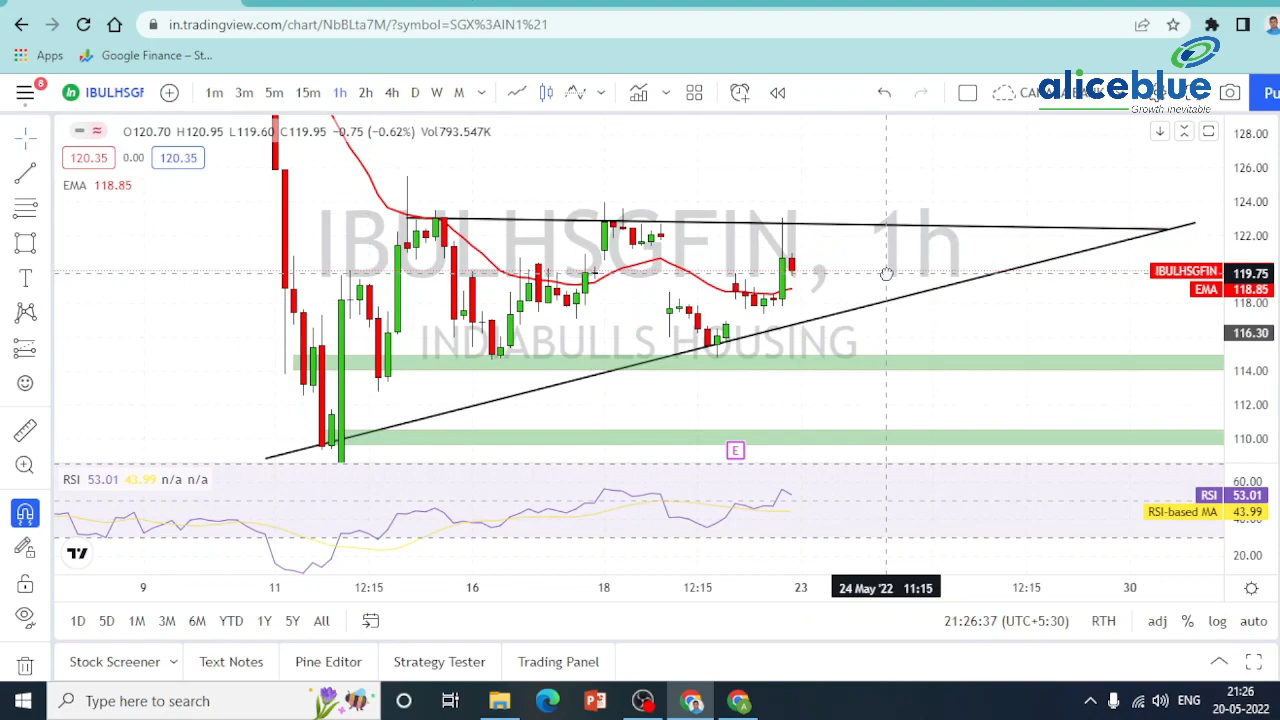 in.tradingview.com/chart/NbBLta7M/?symbol=SGX%3AIN1%21
Apps Google Finance – St...
aliceblue
Growth inevitable
8
IBULHSGF 1m 3m 5m 15m 1h 2h 4h D W M Pu
O120.70 H120.95 L119.60 C119.95 −0.75 (−0.62%) Vol793.547K
120.35 0.00 120.35
EMA 118.85
IBULHSGFIN, 1h
INDIABULLS HOUSING
128.00
126.00
124.00
122.00
IBULHSGFIN 119.75
EMA 118.85
118.00
116.30
114.00
112.00
110.00
E
RSI 53.01 43.99 n/a n/a
60.00
RSI 53.01
RSI-based MA 43.99
20.00
9 11 12:15 16 18 12:15 23 24 May '22 11:15 12:15 30
1D 5D 1M 3M 6M YTD 1Y 5Y All 21:26:37 (UTC+5:30) RTH adj % log auto
Stock Screener Text Notes Pine Editor Strategy Tester Trading Panel
Type here to search
ENG
21:26
20-05-2022